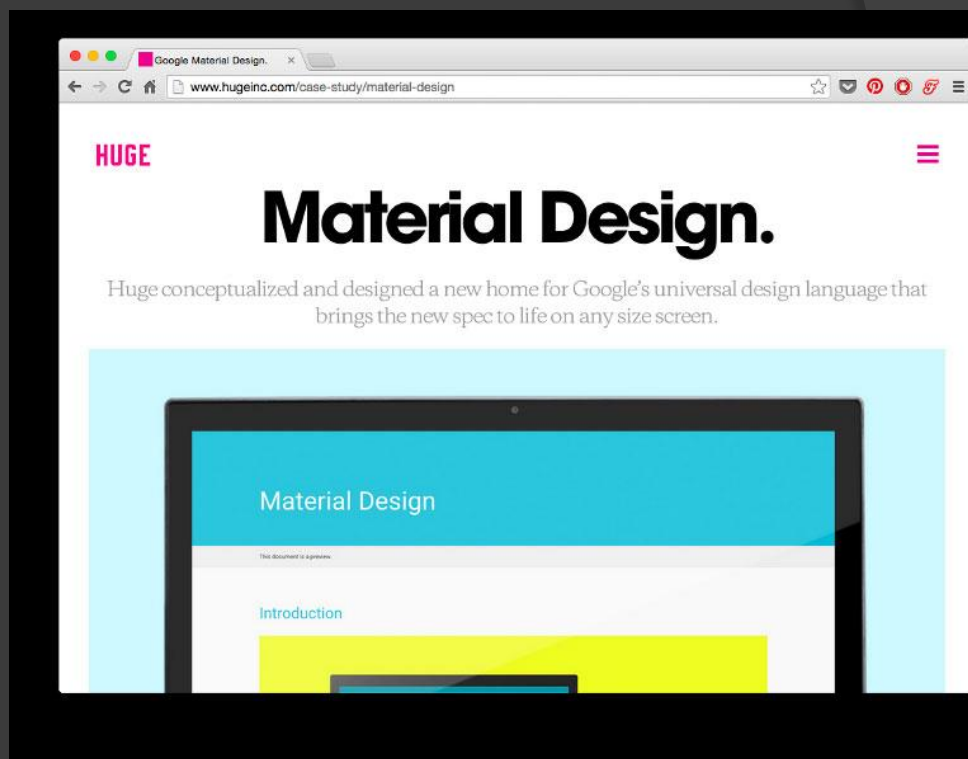 Google Material Design.
www.hugeinc.com/case-study/material-design
HUGE
Material Design.
Huge conceptualized and designed a new home for Google's universal design language that
brings the new spec to life on any size screen.
Material Design
This document is a preview.
Introduction